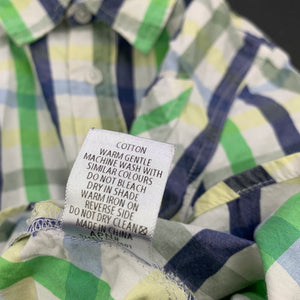 COTTON
WARM GENTLE
MACHINE WASH WITH
SIMILAR COLOURS
DO NOT BLEACH
DRY IN SHADE
WARM IRON ON
REVERSE SIDE
DO NOT DRY CLEAN
MADE IN CHINA